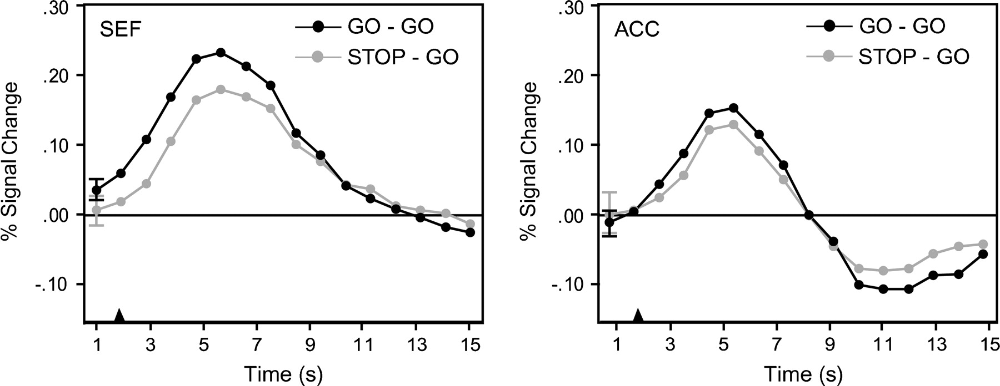 SEF
GO - GO
STOP - GO
% Signal Change
.30
.20
.10
.00
-.10
1 3 5 7 9 11 13 15
Time (s)
ACC
GO - GO
STOP - GO
% Signal Change
.30
.20
.10
.00
-.10
1 3 5 7 9 11 13 15
Time (s)